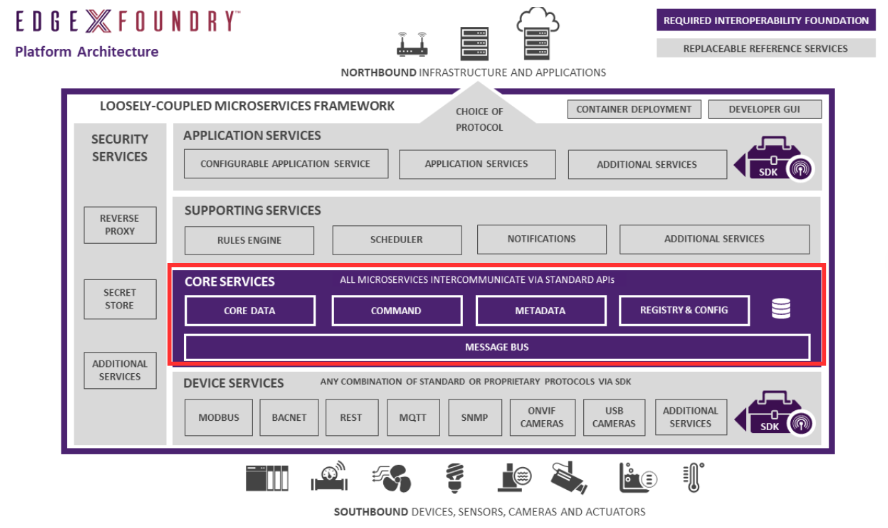 EDGE X FOUNDRY™
Platform Architecture
REQUIRED INTEROPERABILITY FOUNDATION
REPLACEABLE REFERENCE SERVICES
NORTHBOUND INFRASTRUCTURE AND APPLICATIONS
LOOSELY-COUPLED MICROSERVICES FRAMEWORK
CHOICE OF
PROTOCOL
CONTAINER DEPLOYMENT
DEVELOPER GUI
SECURITY
SERVICES
REVERSE
PROXY
SECRET
STORE
ADDITIONAL
SERVICES
APPLICATION SERVICES
CONFIGURABLE APPLICATION SERVICE
APPLICATION SERVICES
ADDITIONAL SERVICES
SDK
SUPPORTING SERVICES
RULES ENGINE
SCHEDULER
NOTIFICATIONS
ADDITIONAL SERVICES
CORE SERVICES
ALL MICROSERVICES INTERCOMMUNICATE VIA STANDARD APIs
CORE DATA
COMMAND
METADATA
REGISTRY & CONFIG
MESSAGE BUS
DEVICE SERVICES
ANY COMBINATION OF STANDARD OR PROPRIETARY PROTOCOLS VIA SDK
MODBUS
BACNET
REST
MQTT
SNMP
ONVIF
CAMERAS
USB
CAMERAS
ADDITIONAL
SERVICES
SDK
SOUTHBOUND DEVICES, SENSORS, CAMERAS AND ACTUATORS